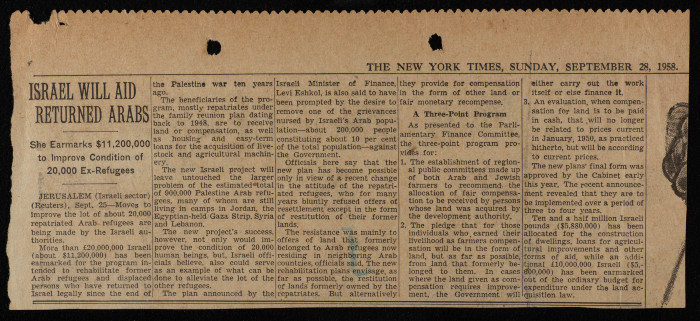 THE NEW YORK TIMES, SUNDAY, SEPTEMBER 28, 1958.
ISRAEL WILL AID
RETURNED ARABS
She Earmarks $11,200,000
to Improve Condition of
20,000 Ex-Refugees
JERUSALEM (Israeli sector)
(Reuters), Sept. 25—Moves to
improve the lot of about 20,000
repatriated Arab refugees are
being made by the Israeli au-
thorities.
More than £20,000,000 Israeli
(about $11,200,000) has been
earmarked for the program in-
tended to rehabilitate former
Arab refugees and displaced
persons who have returned to
Israel legally since the end of
the Palestine war ten years
ago.
The beneficiaries of the pro-
gram, mostly repatriates under
the family reunion plan dating
back to 1948, are to receive
land or compensation, as well
as housing and easy-term
loans for the acquisition of live-
stock and agricultural machin-
ery.
The new Israeli project will
leave untouched the larger
problem of the estimated total
of 900,000 Palestine Arab refu-
gees, many of whom are still
living in camps in Jordan, the
Egyptian-held Gaza Strip, Syria
and Lebanon.
The new project's success,
however, not only would im-
prove the condition of 20,000
human beings, but, Israeli offi-
cials believe, also could serve
as an example of what can be
done to alleviate the lot of the
other refugees.
The plan announced by the
Israeli Minister of Finance,
Levi Eshkol, is also said to have
been prompted by the desire to
remove one of the grievances
nursed by Israel's Arab popu-
lation—about 200,000 people
constituting about 10 per cent
of the total population—against
the Government.
Officials here say that the
new plan has become possible
only in view of a recent change
in the attitude of the repatri-
ated refugees, who for many
years bluntly refused offers of
resettlement except in the form
of restitution of their former
lands.
The resistance was mainly to
offers of land that formerly
belonged to Arab refugees now
residing in neighboring Arab
countries, officials said. The new
rehabilitation plans envisage, as
far as possible, the restitution
of lands formerly owned by the
repatriates. But alternatively
they provide for compensation
in the form of other land or
fair monetary recompense.
A Three-Point Program
As presented to the Parli-
amentary Finance Committee,
the three-point program pro-
vides for:
1. The establishment of region-
al public committees made up
of both Arab and Jewish
farmers to recommend the
allocation of fair compensa-
tion to be received by persons
whose land was acquired by
the development authority.
2. The pledge that for those
individuals who earned their
livelihood as farmers compen-
sation will be in the form of
land, but as far as possible,
from land that formerly be-
longed to them. In cases
where the land given as com-
pensation requires improve-
ment, the Government will
either carry out the work
itself or else finance it.
3. An evaluation, when compen-
sation for land is to be paid
in cash, that will no longer
be related to prices current
in January, 1950, as practiced
hitherto, but will be according
to current prices.
The new plans' final form was
approved by the Cabinet early
this year. The recent announce-
ment revealed that they are to
be implemented over a period of
three to four years.
Ten and a half million Israeli
pounds ($5,880,000) has been
allocated for the construction
of dwellings, loans for agricul-
tural improvements and other
forms of aid, while an addi-
tional £10,000,000 Israeli ($5,-
600,000) has been earmarked
out of the ordinary budget for
expenditure under the land ac-
quisition law.